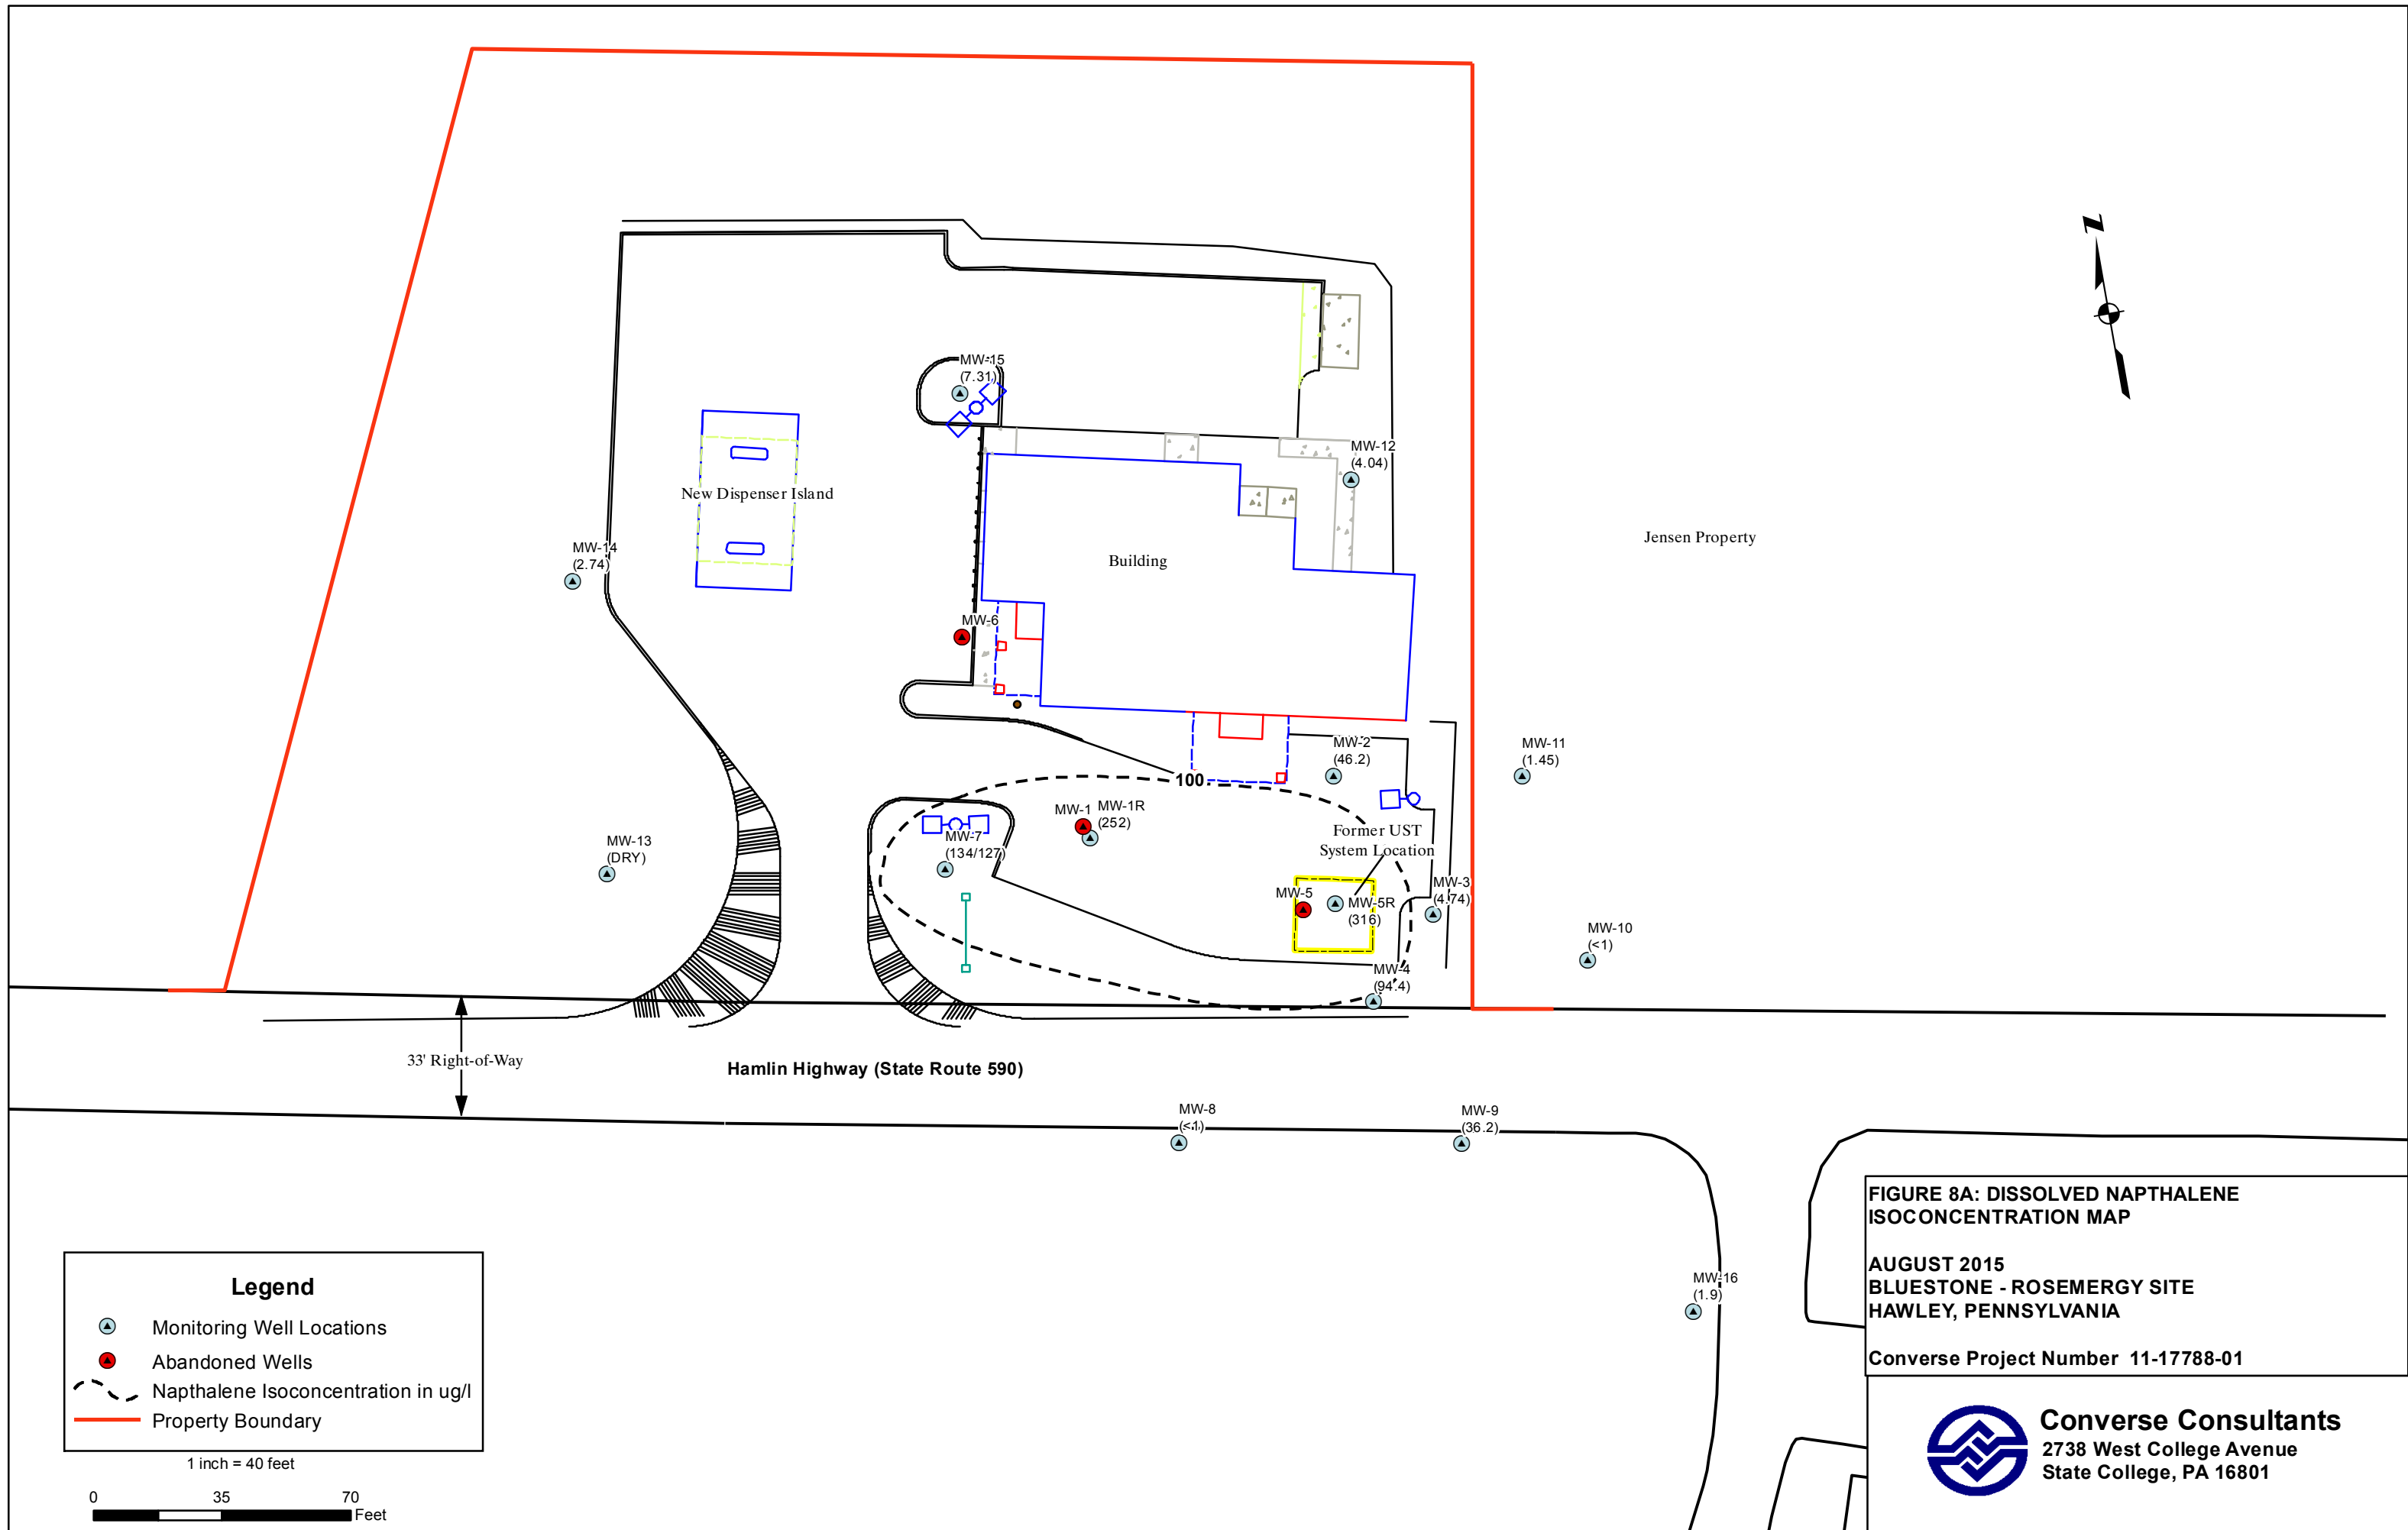 MW-15
(7.31)
MW-12
(4.04)
New Dispenser Island
Jensen Property
MW-14
(2.74)
Building
MW-6
MW-2
(46.2)
MW-11
(1.45)
100
MW-1
MW-1R
(252)
Former UST
System Location
MW-7
(134/127)
MW-13
(DRY)
MW-3
(4.74)
MW-5
MW-5R
(316)
MW-10
(<1)
MW-4
(94.4)
33' Right-of-Way
Hamlin Highway (State Route 590)
MW-8
(<1)
MW-9
(36.2)
MW-16
(1.9)
N
Legend
Monitoring Well Locations
Abandoned Wells
Napthalene Isoconcentration in ug/l
Property Boundary
1 inch = 40 feet
0 35 70
Feet
FIGURE 8A: DISSOLVED NAPTHALENE
ISOCONCENTRATION MAP
AUGUST 2015
BLUESTONE - ROSEMERGY SITE
HAWLEY, PENNSYLVANIA
Converse Project Number 11-17788-01
Converse Consultants
2738 West College Avenue
State College, PA 16801